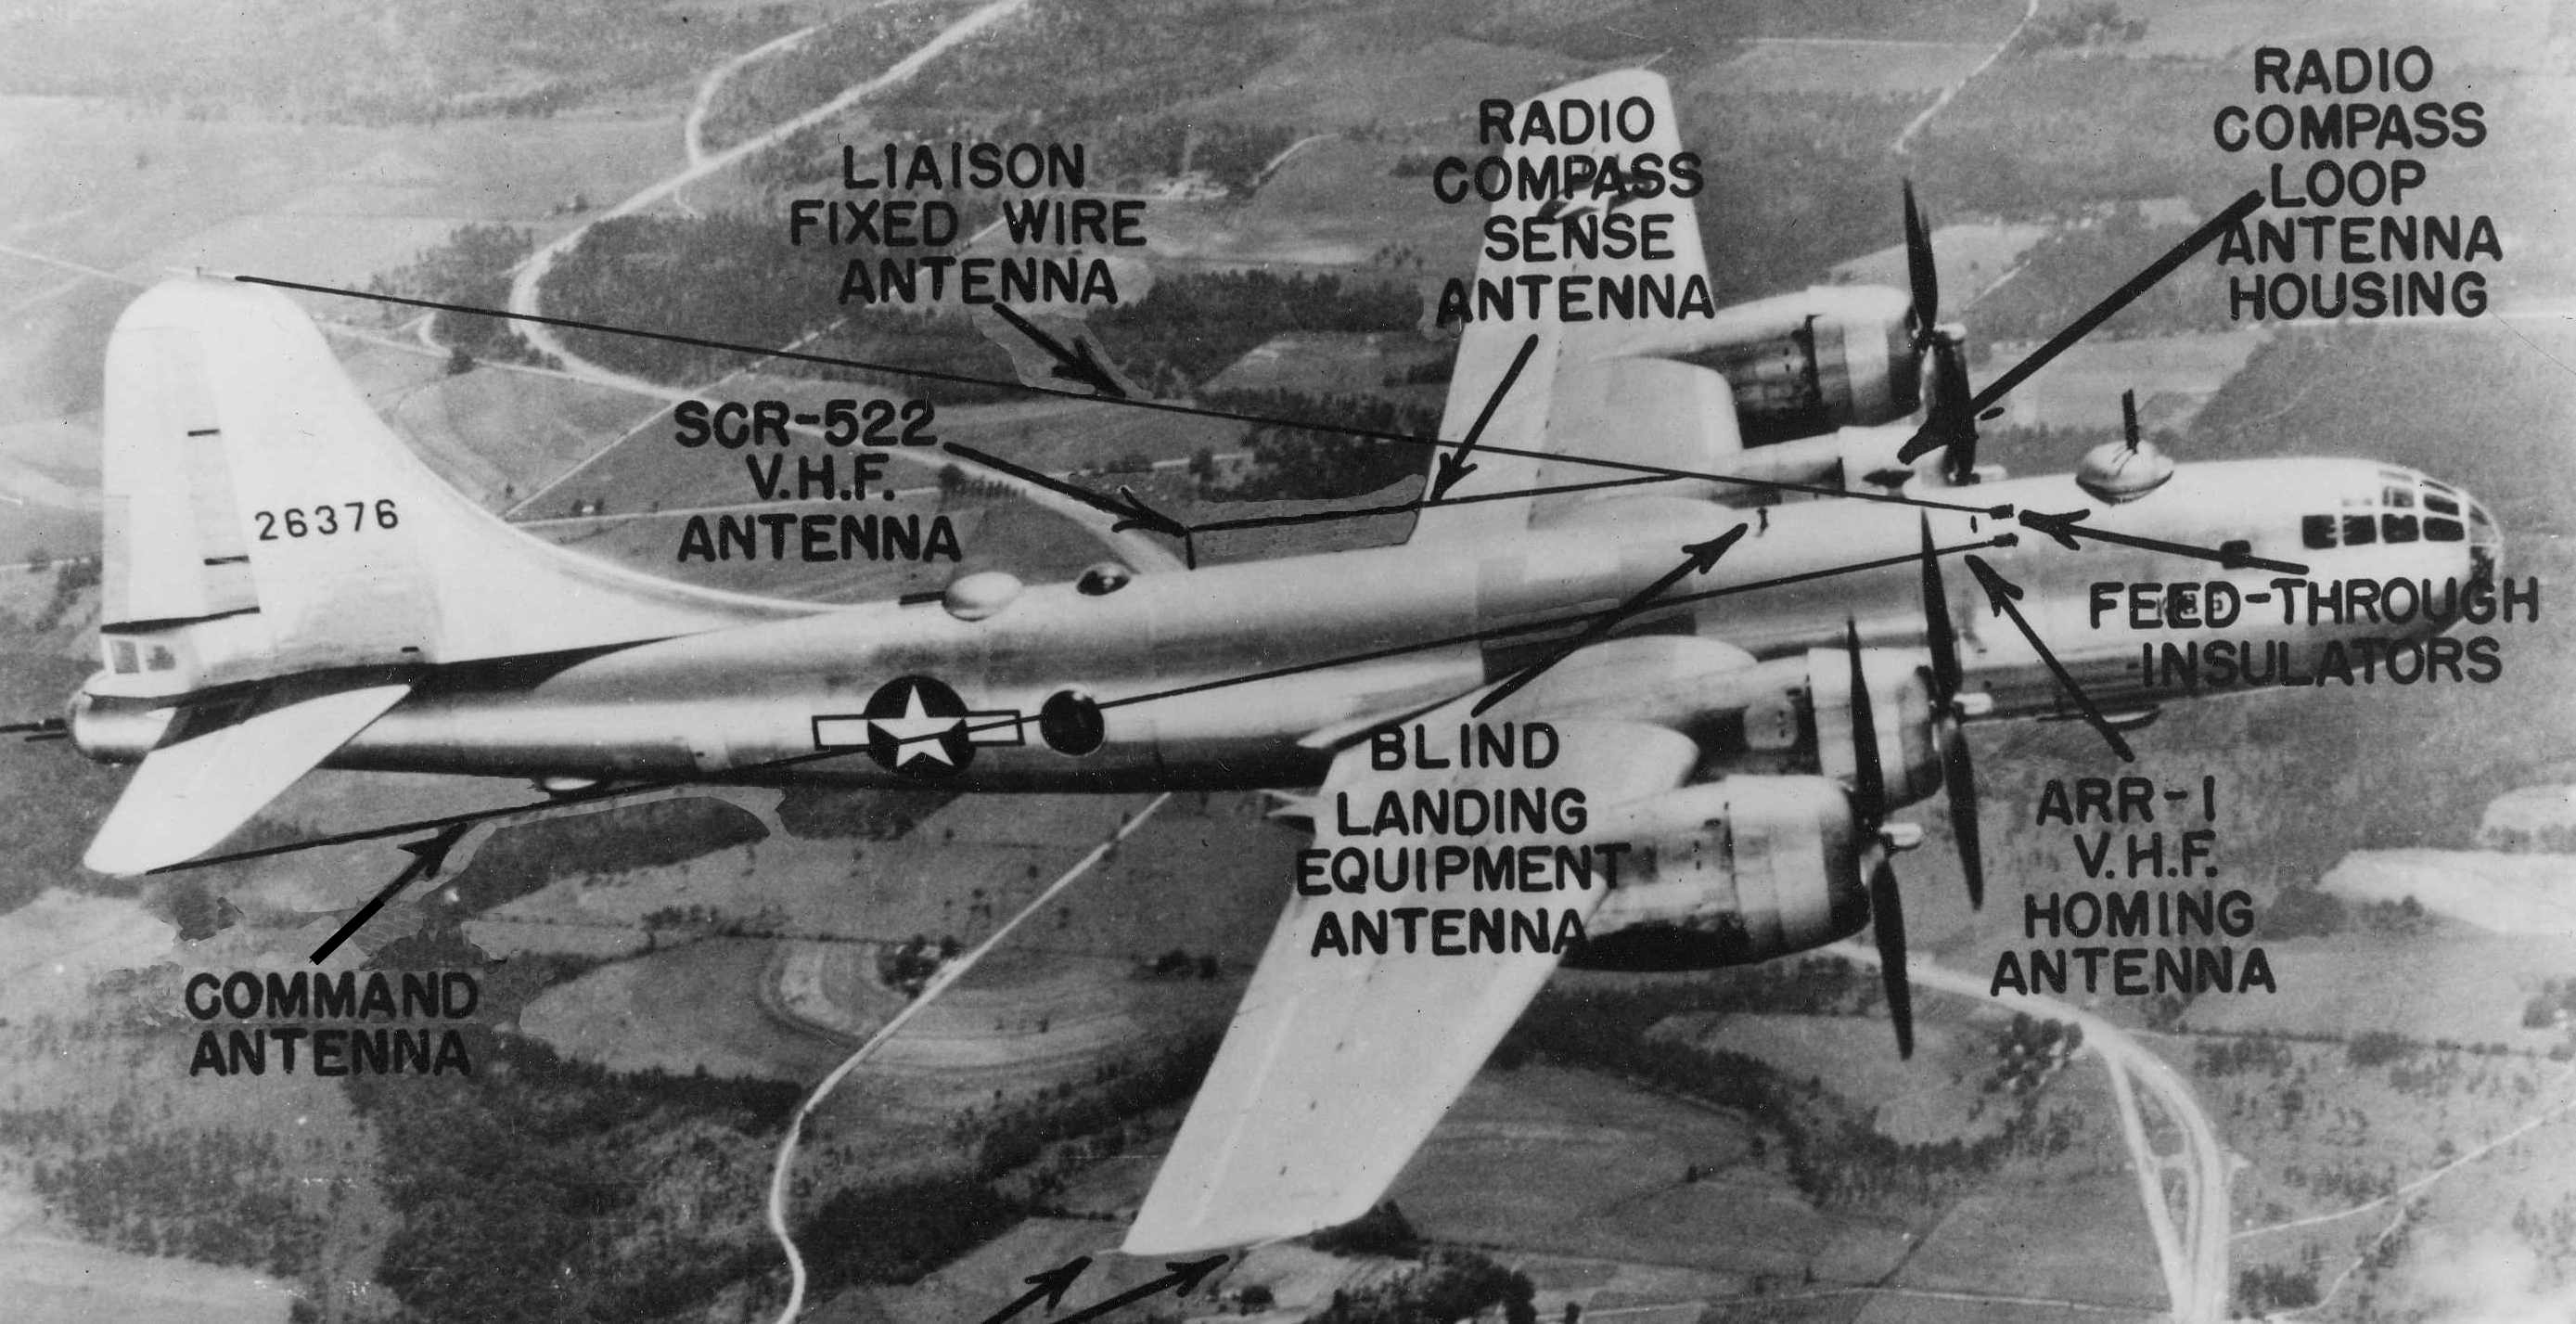 LIAISON
FIXED WIRE
ANTENNA
RADIO
COMPASS
SENSE
ANTENNA
RADIO
COMPASS
LOOP
ANTENNA
HOUSING
SCR-522
V.H.F.
ANTENNA
26376
FEED-THROUGH
INSULATORS
BLIND
LANDING
EQUIPMENT
ANTENNA
ARR-1
V.H.F.
HOMING
ANTENNA
COMMAND
ANTENNA